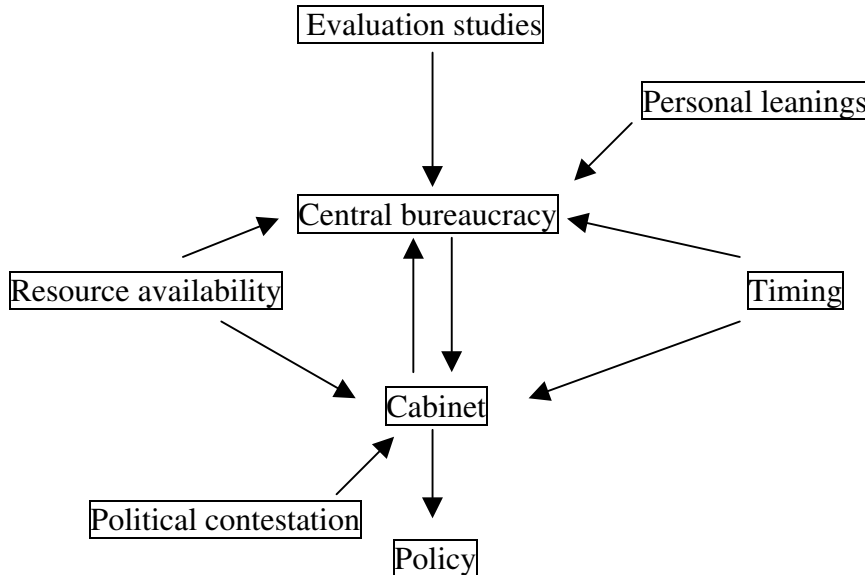 Evaluation studies
Personal leanings
Central bureaucracy
Resource availability
Timing
Cabinet
Political contestation
Policy